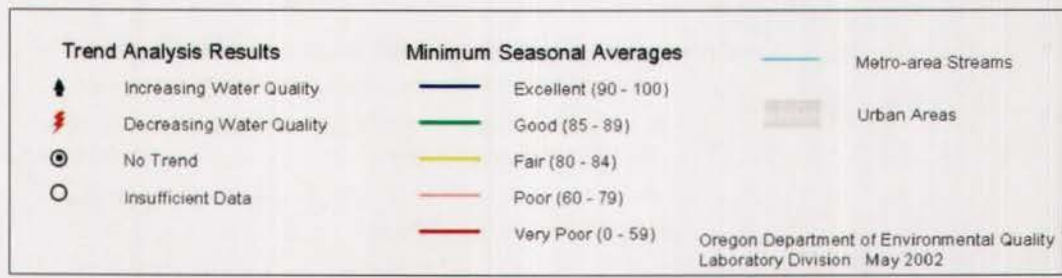 Trend Analysis Results
Increasing Water Quality
Decreasing Water Quality
No Trend
Insufficient Data
Minimum Seasonal Averages
Excellent (90 - 100)
Good (85 - 89)
Fair (80 - 84)
Poor (60 - 79)
Very Poor (0 - 59)
Metro-area Streams
Urban Areas
Oregon Department of Environmental Quality
Laboratory Division May 2002